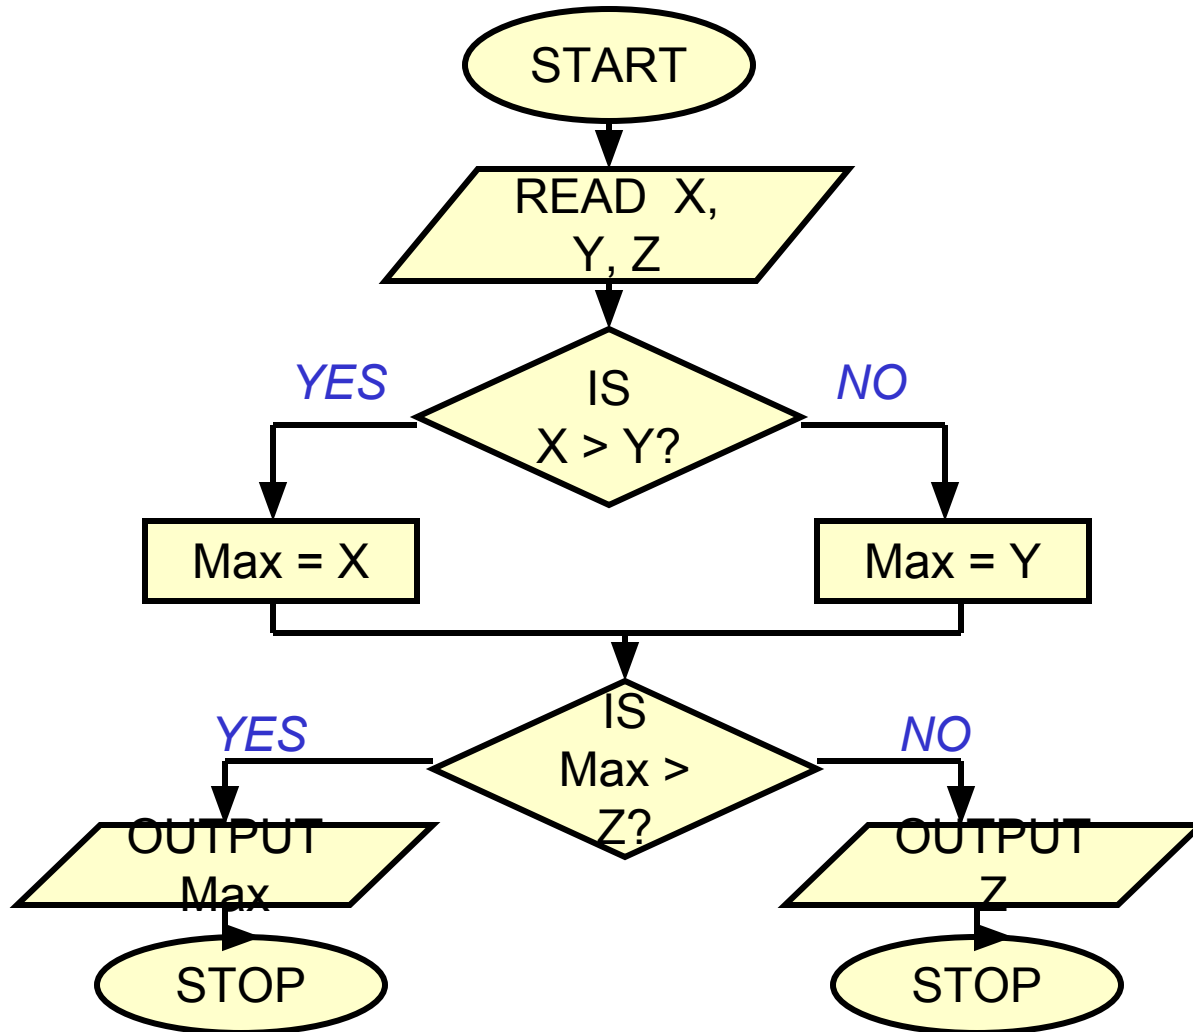 START
READ  X,
Y, Z
YES
IS
X > Y?
NO
Max = X
Max = Y
YES
IS
Max >
Z?
NO
OUTPUT
Max
OUTPUT
Z
STOP
STOP